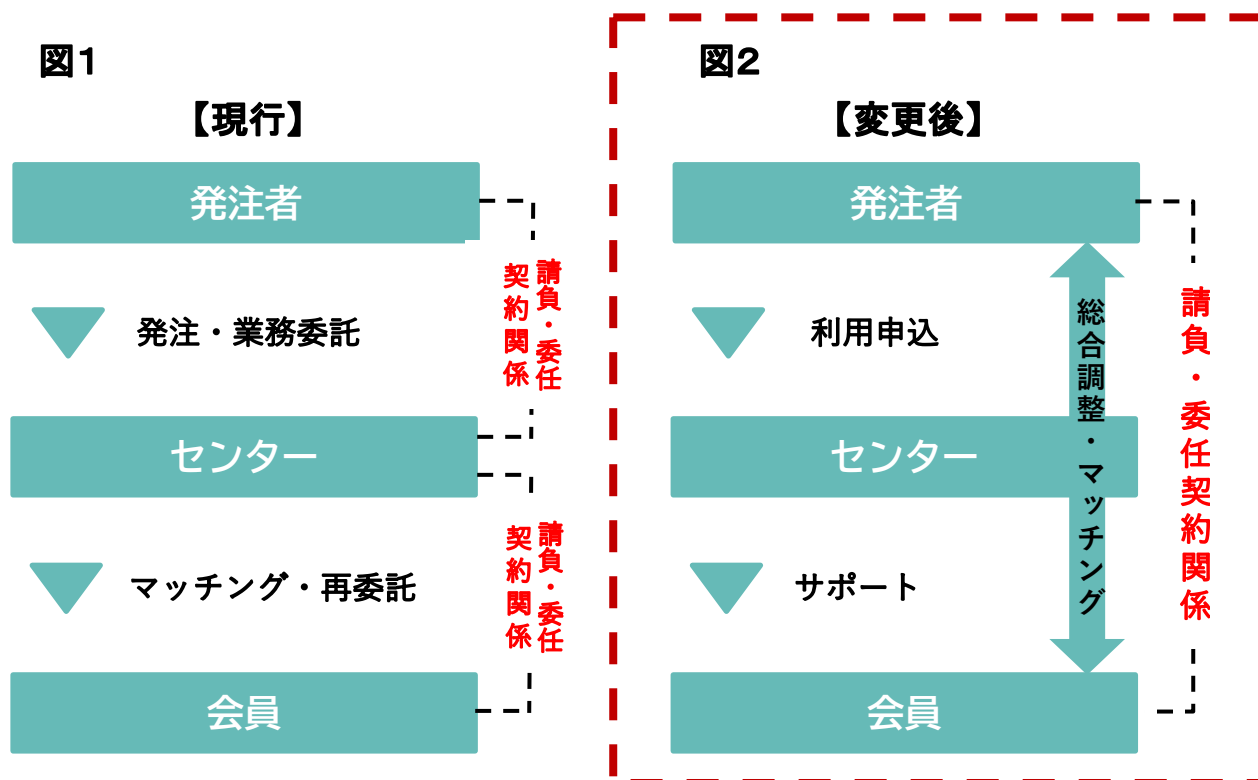 図1
【現行】
発注者
請負・委任
契約関係
発注・業務委託
センター
請負・委任
契約関係
マッチング・再委託
会員
図2
【変更後】
発注者
利用申込
総合調整・マッチング
請負・委任契約関係
センター
サポート
会員